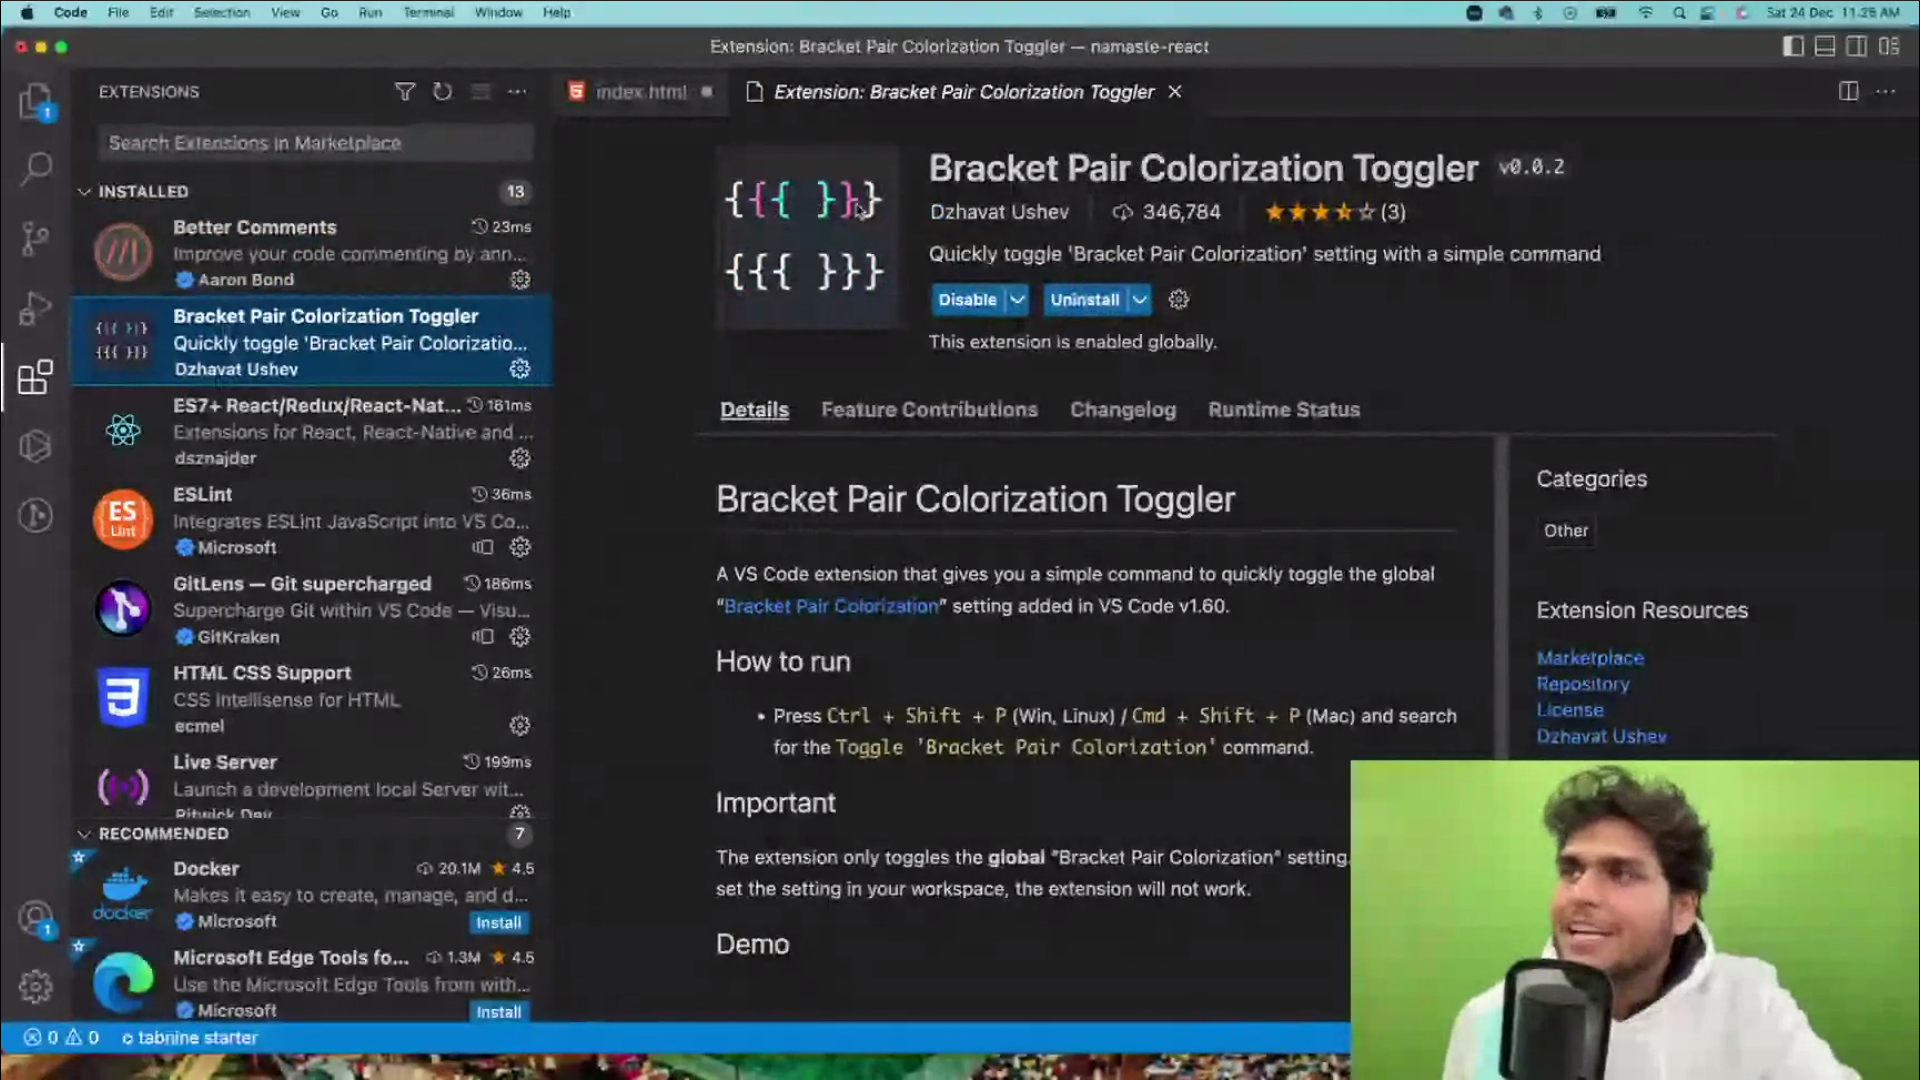 Code File Edit Selection View Go Run Terminal Window Help
Sat 24 Dec 11:25 AM
Extension: Bracket Pair Colorization Toggler — namaste-react
EXTENSIONS
Search Extensions in Marketplace
INSTALLED 13
Better Comments 23ms
Improve your code commenting by ann...
Aaron Bond
Bracket Pair Colorization Toggler
Quickly toggle 'Bracket Pair Colorizatio...
Dzhavat Ushev
ES7+ React/Redux/React-Nat... 161ms
Extensions for React, React-Native and ...
dsznajder
ES
Lint
ESLint 36ms
Integrates ESLint JavaScript into VS Co...
Microsoft
GitLens — Git supercharged 186ms
Supercharge Git within VS Code — Visu...
GitKraken
HTML CSS Support 26ms
CSS Intellisense for HTML
ecmel
Live Server 199ms
Launch a development local Server wit...
Ritwick Dey
RECOMMENDED 7
docker
Docker 20.1M ★ 4.5
Makes it easy to create, manage, and d...
Microsoft Install
Microsoft Edge Tools fo... 1.3M ★ 4.5
Use the Microsoft Edge Tools from with...
Microsoft Install
1
1
index.html
Extension: Bracket Pair Colorization Toggler
{{{ }}}
{{{ }}}
Bracket Pair Colorization Toggler v0.0.2
Dzhavat Ushev 346,784 (3)
Quickly toggle 'Bracket Pair Colorization' setting with a simple command
Disable Uninstall
This extension is enabled globally.
Details Feature Contributions Changelog Runtime Status
Bracket Pair Colorization Toggler
A VS Code extension that gives you a simple command to quickly toggle the global
"Bracket Pair Colorization" setting added in VS Code v1.60.
How to run
• Press Ctrl + Shift + P (Win, Linux) / Cmd + Shift + P (Mac) and search
for the Toggle 'Bracket Pair Colorization' command.
Important
The extension only toggles the global "Bracket Pair Colorization" setting.
set the setting in your workspace, the extension will not work.
Demo
Categories
Other
Extension Resources
Marketplace
Repository
License
Dzhavat Ushev
0 0 tabnine starter